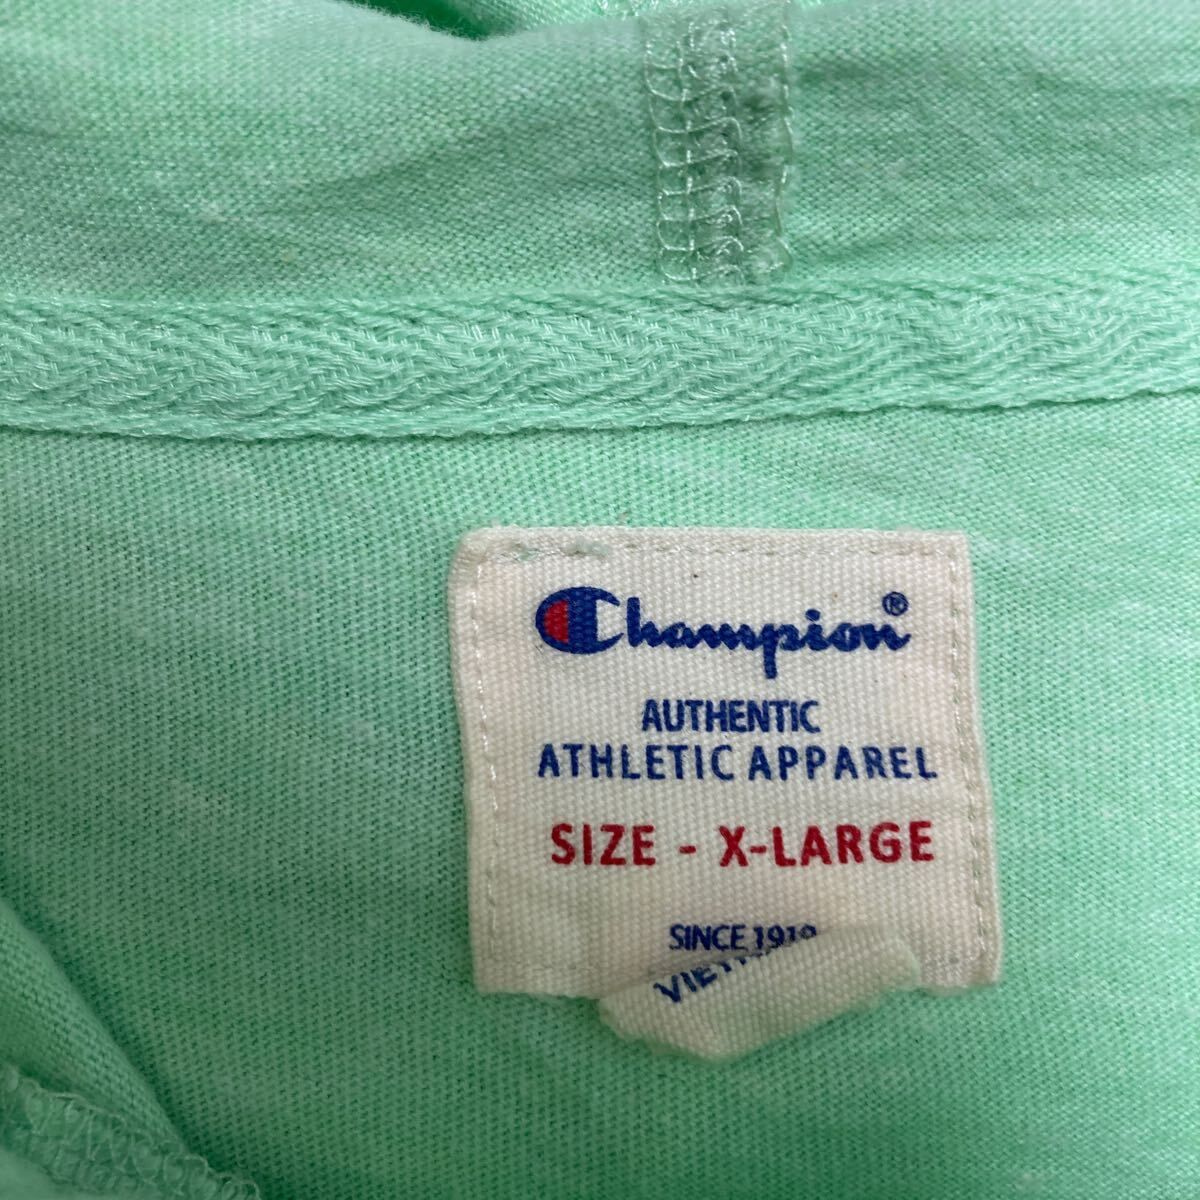 Champion®
AUTHENTIC
ATHLETIC APPAREL
SIZE - X-LARGE
SINCE 1919